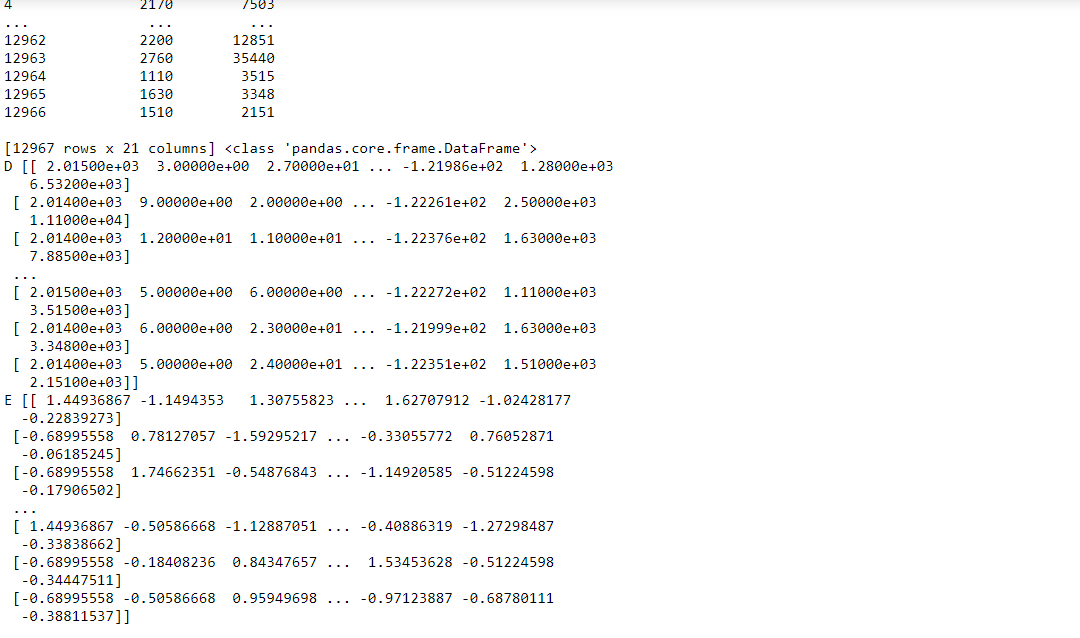 4               2170        7503
...              ...         ...
12962           2200       12851
12963           2760       35440
12964           1110        3515
12965           1630        3348
12966           1510        2151
[12967 rows x 21 columns] <class 'pandas.core.frame.DataFrame'>
D [[ 2.01500e+03  3.00000e+00  2.70000e+01 ... -1.21986e+02  1.28000e+03
   6.53200e+03]
 [ 2.01400e+03  9.00000e+00  2.00000e+00 ... -1.22261e+02  2.50000e+03
   1.11000e+04]
 [ 2.01400e+03  1.20000e+01  1.10000e+01 ... -1.22376e+02  1.63000e+03
   7.88500e+03]
 ...
 [ 2.01500e+03  5.00000e+00  6.00000e+00 ... -1.22272e+02  1.11000e+03
   3.51500e+03]
 [ 2.01400e+03  6.00000e+00  2.30000e+01 ... -1.21999e+02  1.63000e+03
   3.34800e+03]
 [ 2.01400e+03  5.00000e+00  2.40000e+01 ... -1.22351e+02  1.51000e+03
   2.15100e+03]]
E [[ 1.44936867 -1.1494353   1.30755823 ...  1.62707912 -1.02428177
  -0.22839273]
 [-0.68995558  0.78127057 -1.59295217 ... -0.33055772  0.76052871
  -0.06185245]
 [-0.68995558  1.74662351 -0.54876843 ... -1.14920585 -0.51224598
  -0.17906502]
 ...
 [ 1.44936867 -0.50586668 -1.12887051 ... -0.40886319 -1.27298487
  -0.33838662]
 [-0.68995558 -0.18408236  0.84347657 ...  1.53453628 -0.51224598
  -0.34447511]
 [-0.68995558 -0.50586668  0.95949698 ... -0.97123887 -0.68780111
  -0.38811537]]